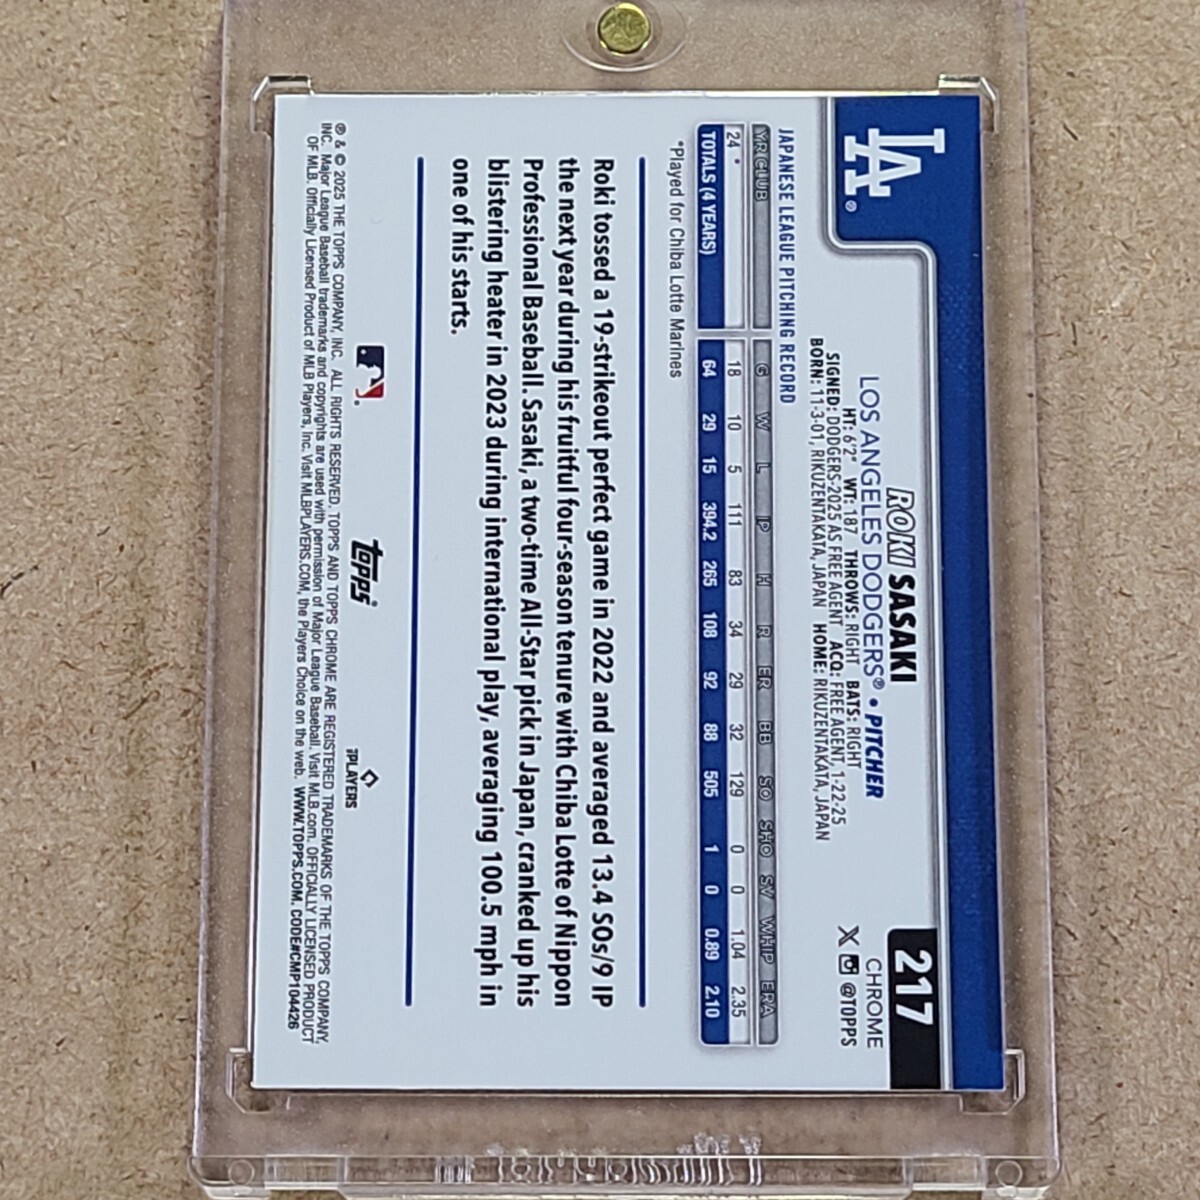 217
CHROME
X @TOPPS
LA®
ROKI SASAKI
LOS ANGELES DODGERS® • PITCHER
HT: 6'2" WT: 187 THROWS: RIGHT BATS: RIGHT
SIGNED: DODGERS-2025 AS FREE AGENT ACQ: FREE AGENT, 1-22-25
BORN: 11-3-01, RIKUZENTAKATA, JAPAN HOME: RIKUZENTAKATA, JAPAN
JAPANESE LEAGUE PITCHING RECORD
YR CLUB G W L IP H R ER BB SO SHO SV WHIP ERA
24 * 18 10 5 111 83 34 29 32 129 0 0 1.04 2.35
TOTALS (4 YEARS) 64 29 15 394.2 265 108 92 88 505 1 0 0.89 2.10
*Played for Chiba Lotte Marines
Roki tossed a 19-strikeout perfect game in 2022 and averaged 13.4 SOs/9 IP
the next year during his fruitful four-season tenure with Chiba Lotte of Nippon
Professional Baseball. Sasaki, a two-time All-Star pick in Japan, cranked up his
blistering heater in 2023 during international play, averaging 100.5 mph in
one of his starts.
topps
PLAYERS
® & © 2025 THE TOPPS COMPANY, INC. ALL RIGHTS RESERVED. TOPPS AND TOPPS CHROME ARE REGISTERED TRADEMARKS OF THE TOPPS COMPANY,
INC. Major League Baseball trademarks and copyrights are used with permission of Major League Baseball. Visit MLB.com. OFFICIALLY LICENSED PRODUCT
OF MLB. Officially Licensed Product of MLB Players, Inc. Visit MLBPLAYERS.COM, the Players Choice on the web. WWW.TOPPS.COM. CODE#CMP104426